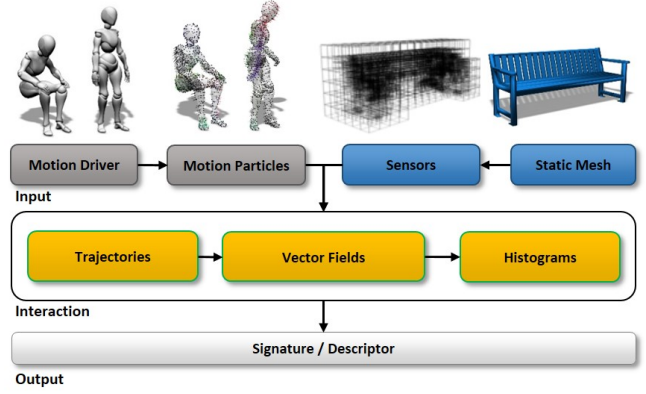 Motion Driver
Motion Particles
Sensors
Static Mesh
Input
Trajectories
Vector Fields
Histograms
Interaction
Signature / Descriptor
Output